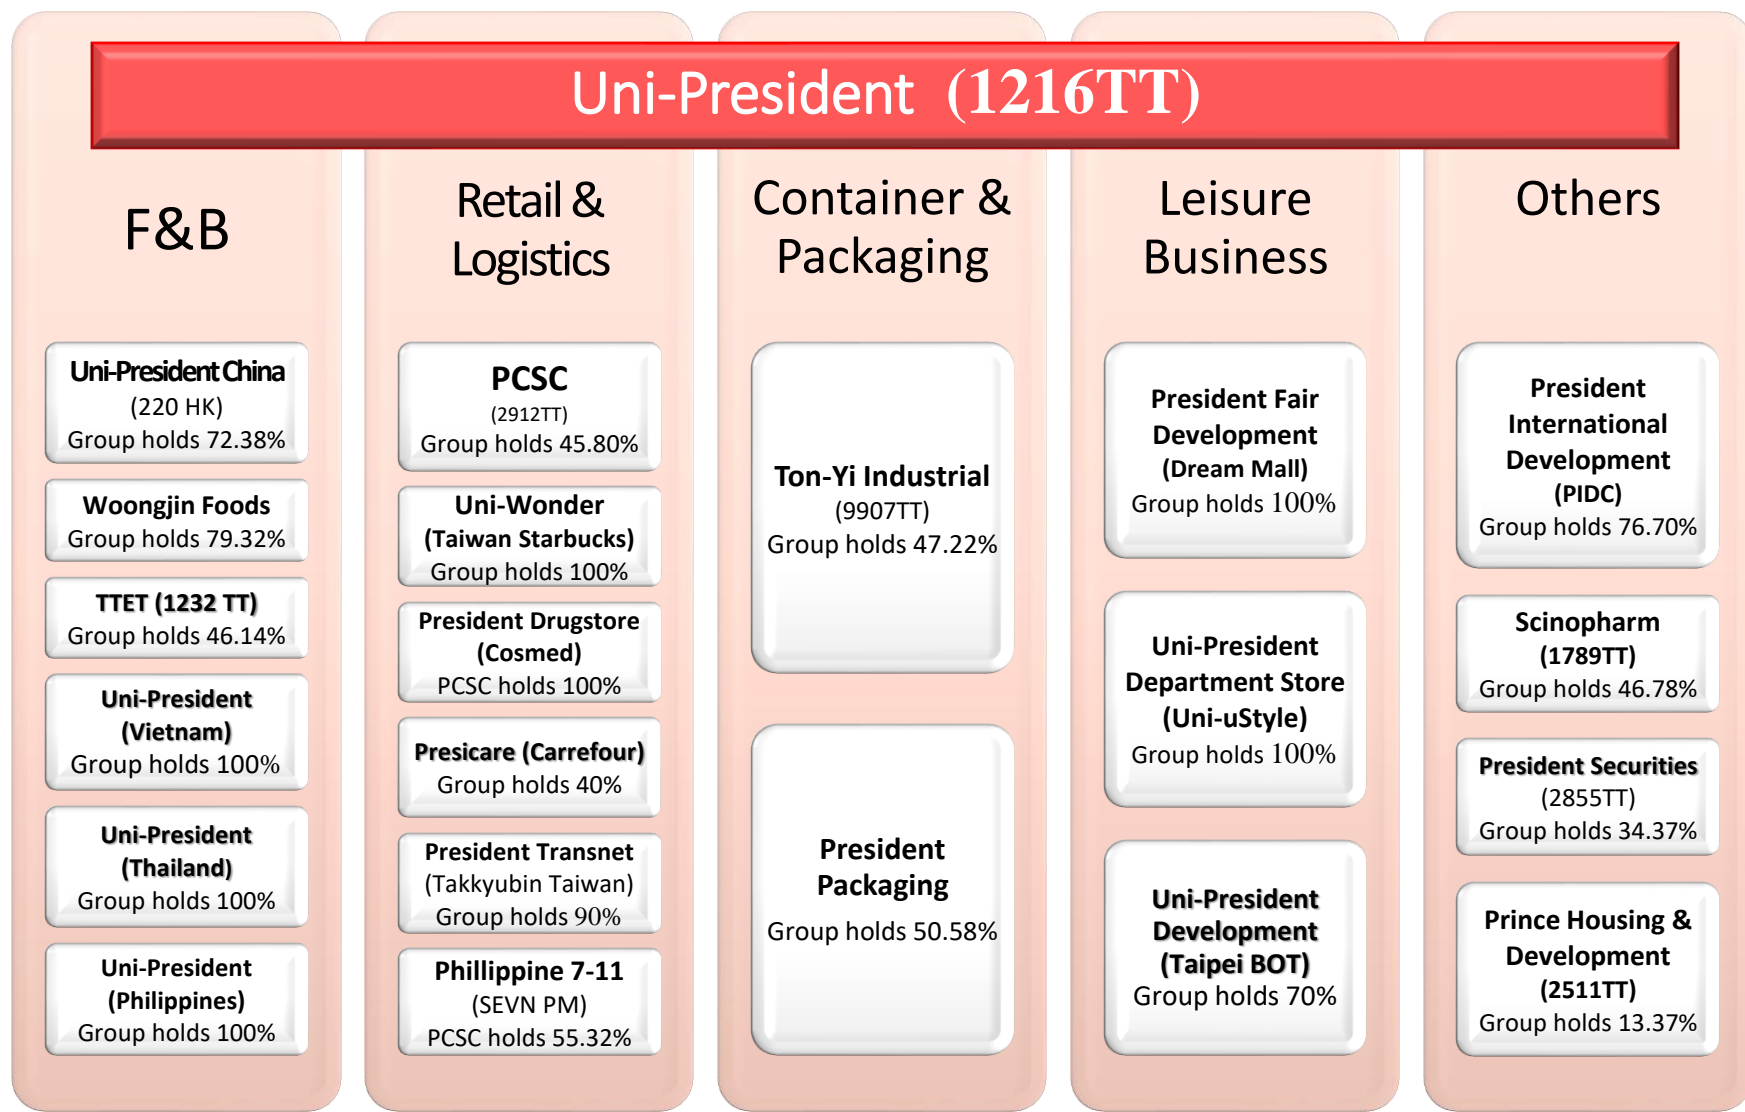 Uni-President (1216TT)
F&B
Uni-President China
(220 HK)
Group holds 72.38%
Woongjin Foods
Group holds 79.32%
TTET (1232 TT)
Group holds 46.14%
Uni-President
(Vietnam)
Group holds 100%
Uni-President
(Thailand)
Group holds 100%
Uni-President
(Philippines)
Group holds 100%
Retail &
Logistics
PCSC
(2912TT)
Group holds 45.80%
Uni-Wonder
(Taiwan Starbucks)
Group holds 100%
President Drugstore
(Cosmed)
PCSC holds 100%
Presicare (Carrefour)
Group holds 40%
President Transnet
(Takkyubin Taiwan)
Group holds 90%
Phillippine 7-11
(SEVN PM)
PCSC holds 55.32%
Container &
Packaging
Ton-Yi Industrial
(9907TT)
Group holds 47.22%
President
Packaging
Group holds 50.58%
Leisure
Business
President Fair
Development
(Dream Mall)
Group holds 100%
Uni-President
Department Store
(Uni-uStyle)
Group holds 100%
Uni-President
Development
(Taipei BOT)
Group holds 70%
Others
President
International
Development
(PIDC)
Group holds 76.70%
Scinopharm
(1789TT)
Group holds 46.78%
President Securities
(2855TT)
Group holds 34.37%
Prince Housing &
Development
(2511TT)
Group holds 13.37%